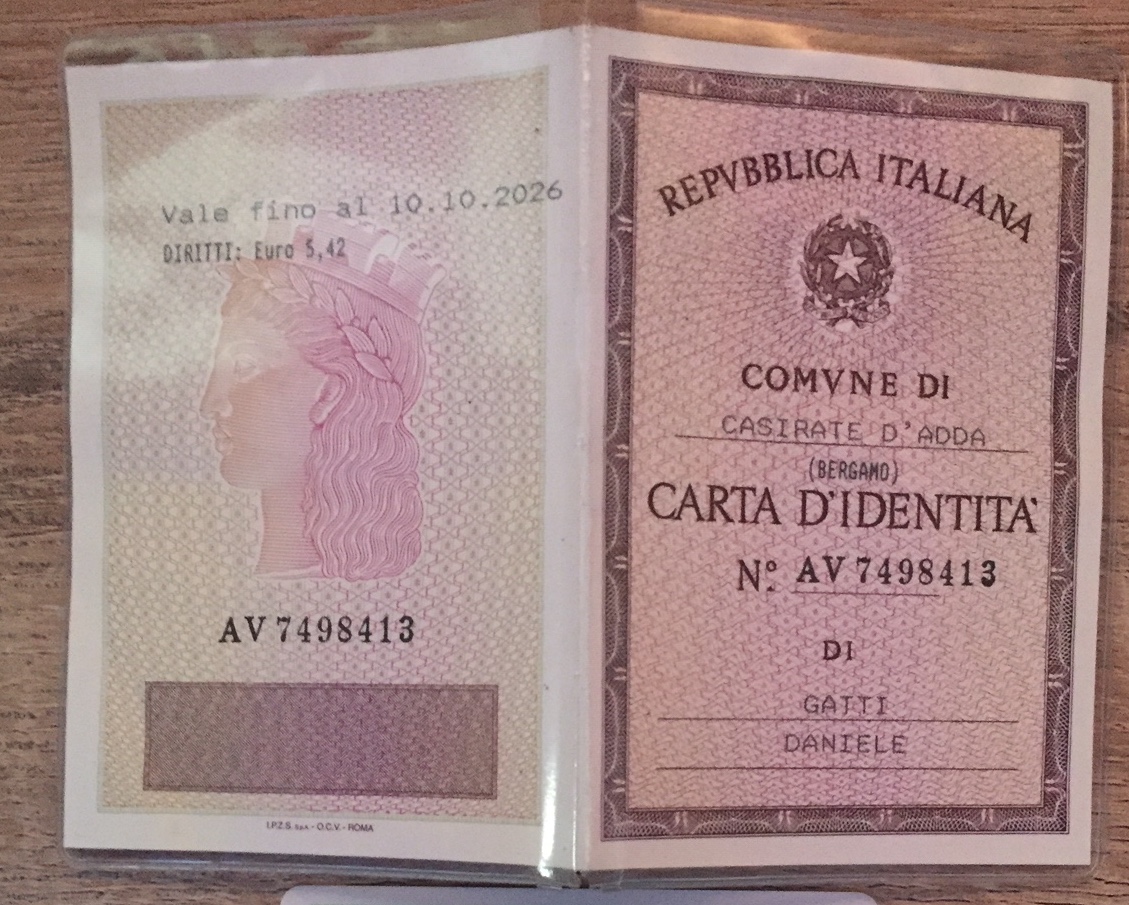 Vale fino al 10.10.2026
DIRITTI: Euro 5,42
AV 7498413
I.P.Z.S. S.p.A. - O.C.V. - ROMA
REPVBBLICA ITALIANA
COMVNE DI
CASIRATE D'ADDA
(BERGAMO)
CARTA D'IDENTITA'
Nº AV 7498413
DI
GATTI
DANIELE